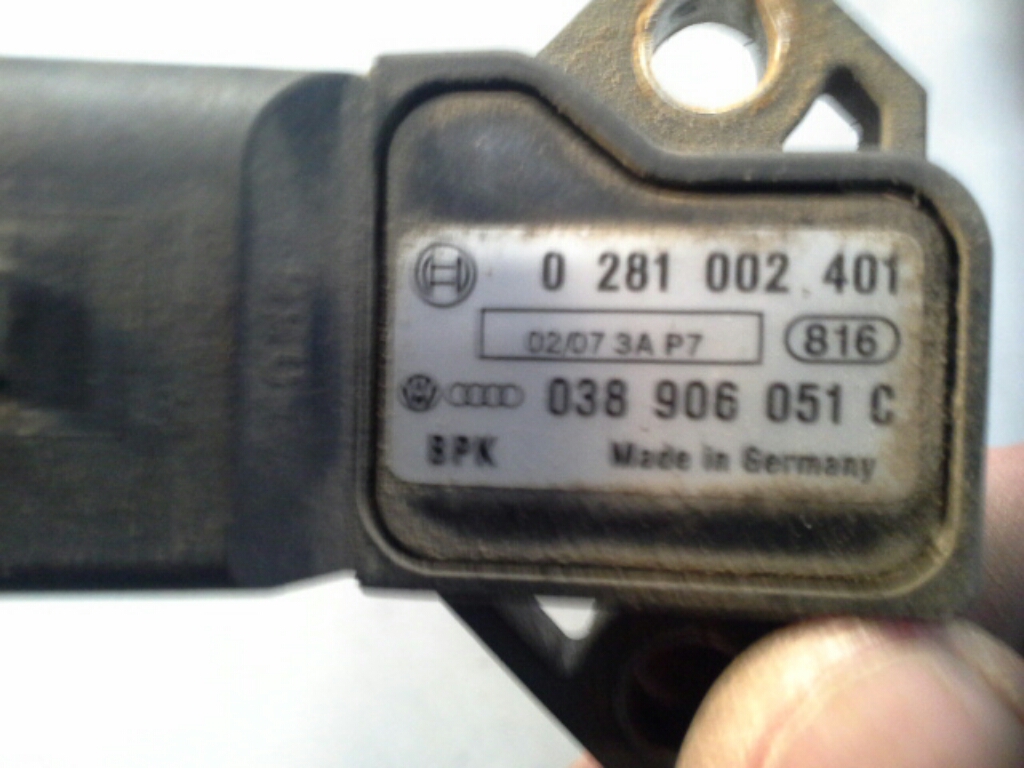 0 281 002 401
02/07 3A P7 816
038 906 051 C
BPK Made in Germany